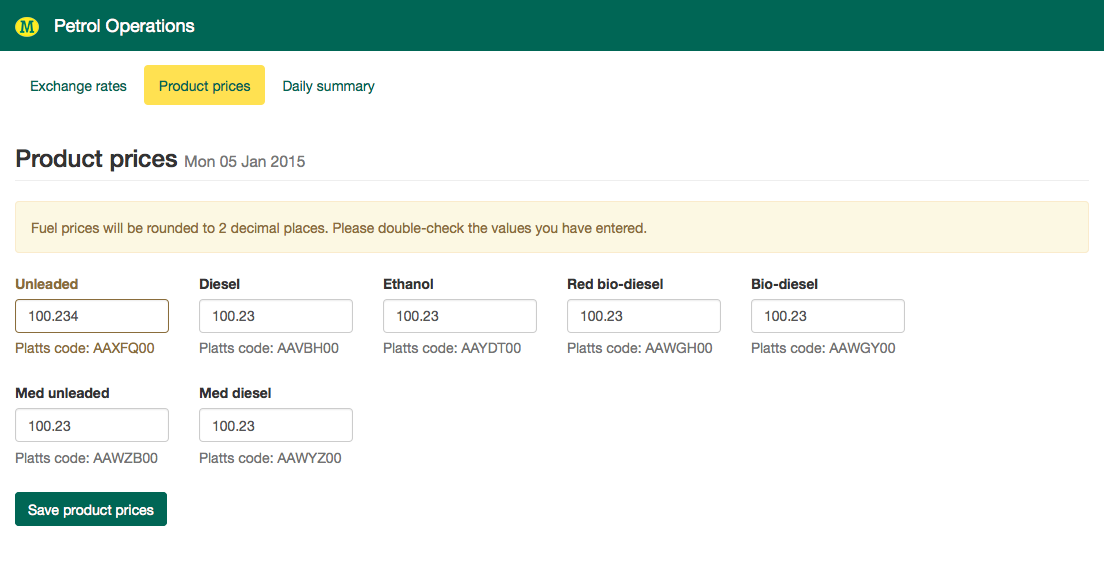 M Petrol Operations
Exchange rates Product prices Daily summary
Product prices Mon 05 Jan 2015
Fuel prices will be rounded to 2 decimal places. Please double-check the values you have entered.
Unleaded Diesel Ethanol Red bio-diesel Bio-diesel
100.234 100.23 100.23 100.23 100.23
Platts code: AAXFQ00 Platts code: AAVBH00 Platts code: AAYDT00 Platts code: AAWGH00 Platts code: AAWGY00
Med unleaded Med diesel
100.23 100.23
Platts code: AAWZB00 Platts code: AAWYZ00
Save product prices